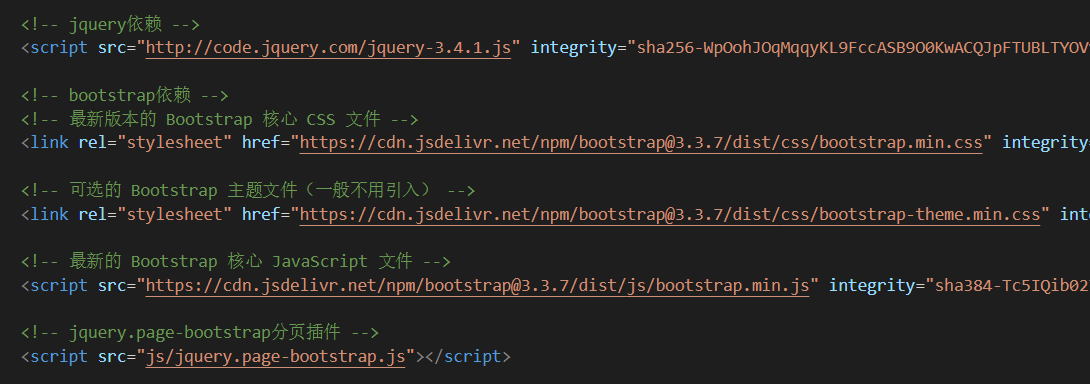 <!-- jquery依赖 -->
<script src="http://code.jquery.com/jquery-3.4.1.js" integrity="sha256-WpOohJOqMqqyKL9FccASB9O0KwACQJpFTUBLTYOV
<!-- bootstrap依赖 -->
<!-- 最新版本的 Bootstrap 核心 CSS 文件 -->
<link rel="stylesheet" href="https://cdn.jsdelivr.net/npm/bootstrap@3.3.7/dist/css/bootstrap.min.css" integrity=
<!-- 可选的 Bootstrap 主题文件（一般不用引入） -->
<link rel="stylesheet" href="https://cdn.jsdelivr.net/npm/bootstrap@3.3.7/dist/css/bootstrap-theme.min.css" inte
<!-- 最新的 Bootstrap 核心 JavaScript 文件 -->
<script src="https://cdn.jsdelivr.net/npm/bootstrap@3.3.7/dist/js/bootstrap.min.js" integrity="sha384-Tc5IQib02
<!-- jquery.page-bootstrap分页插件 -->
<script src="js/jquery.page-bootstrap.js"></script>